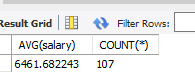 Result Grid Filter Rows:
AVG(salary) COUNT(*)
6461.682243 107